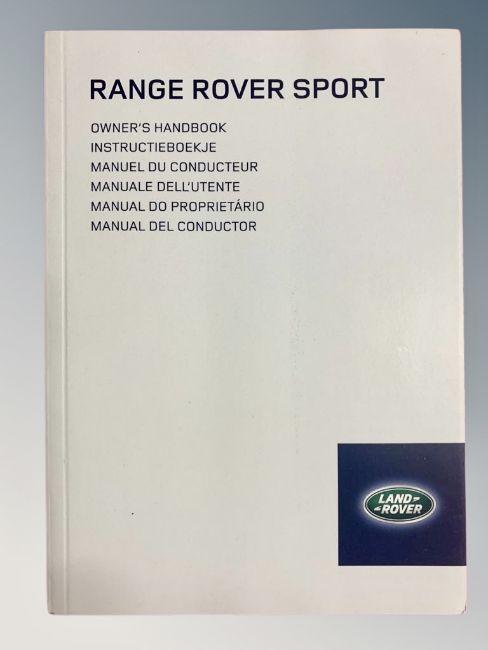 RANGE ROVER SPORT
OWNER'S HANDBOOK
INSTRUCTIEBOEKJE
MANUEL DU CONDUCTEUR
MANUALE DELL'UTENTE
MANUAL DO PROPRIETÁRIO
MANUAL DEL CONDUCTOR
LAND
ROVER